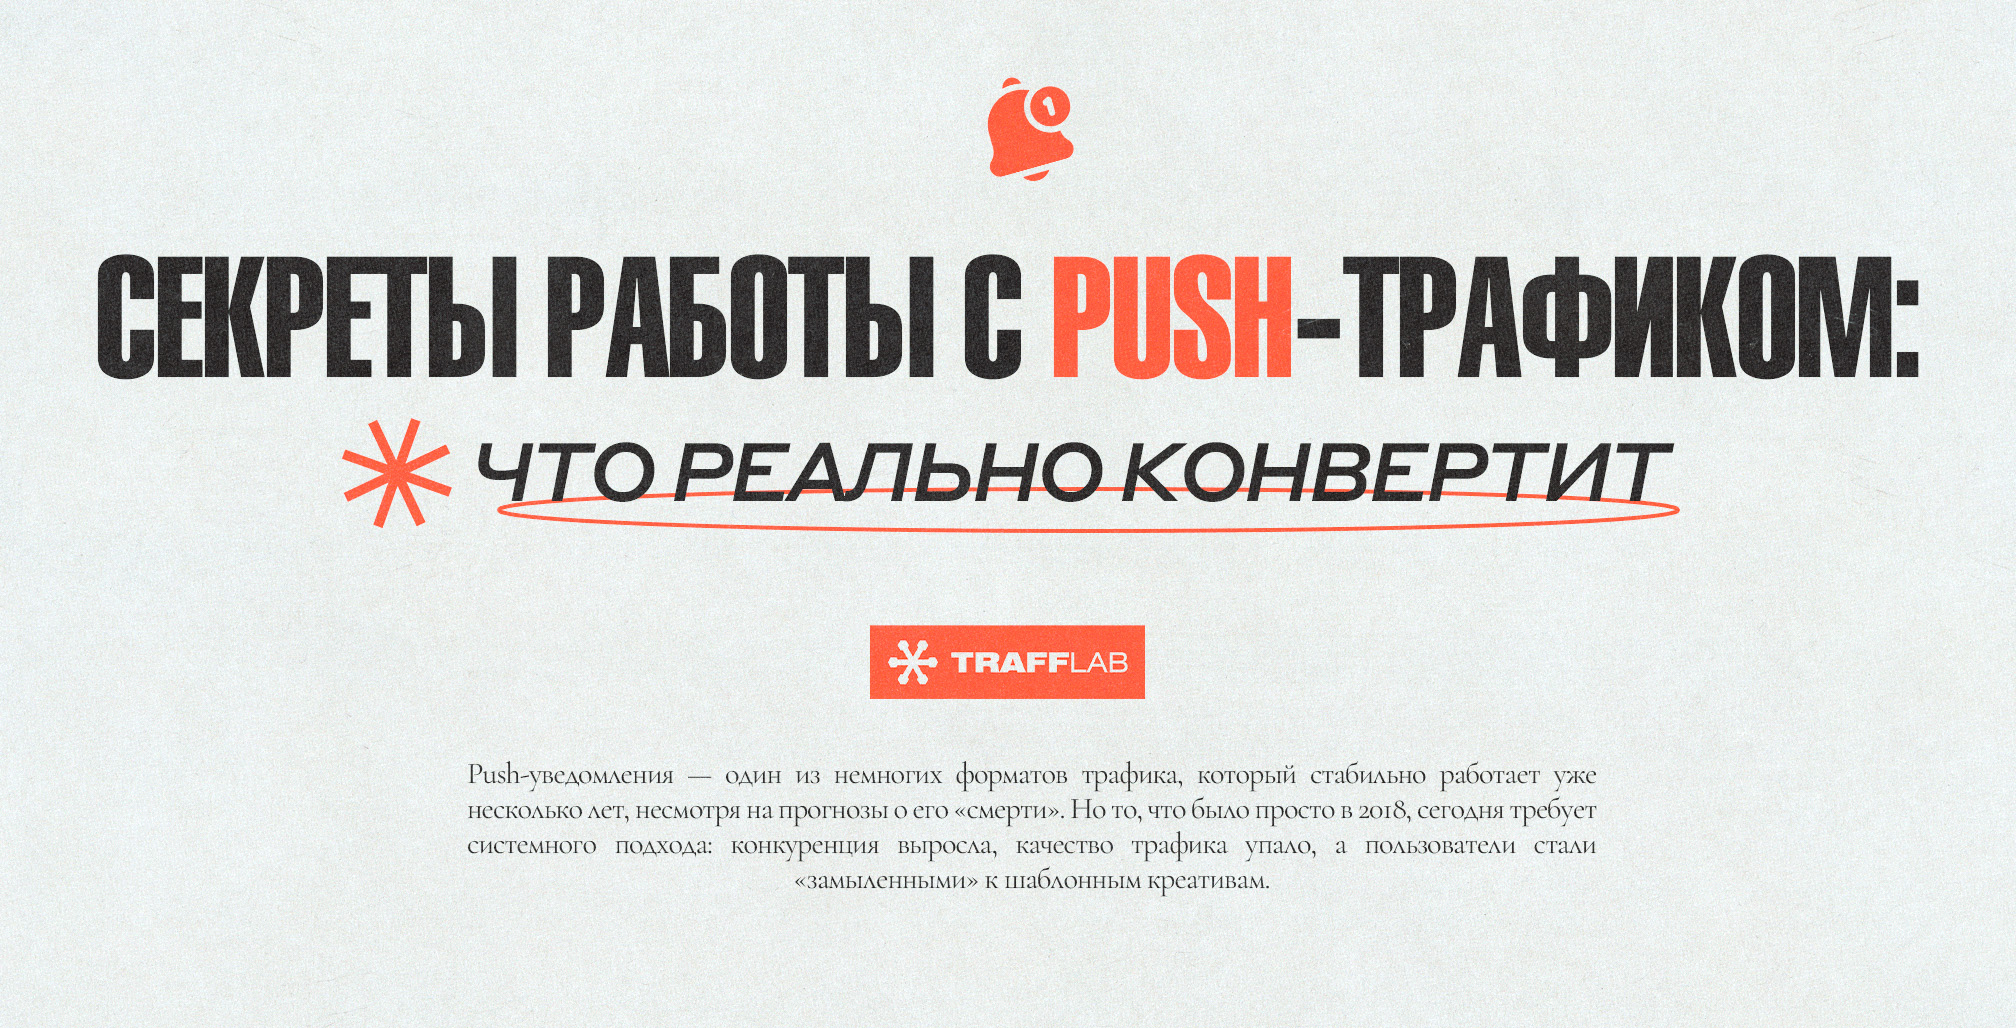 1
СЕКРЕТЫ РАБОТЫ С PUSH-ТРАФИКОМ:
ЧТО РЕАЛЬНО КОНВЕРТИТ
TRAFFLAB
Push-уведомления — один из немногих форматов трафика, который стабильно работает уже
несколько лет, несмотря на прогнозы о его «смерти». Но то, что было просто в 2018, сегодня требует
системного подхода: конкуренция выросла, качество трафика упало, а пользователи стали
«замыленными» к шаблонным креативам.